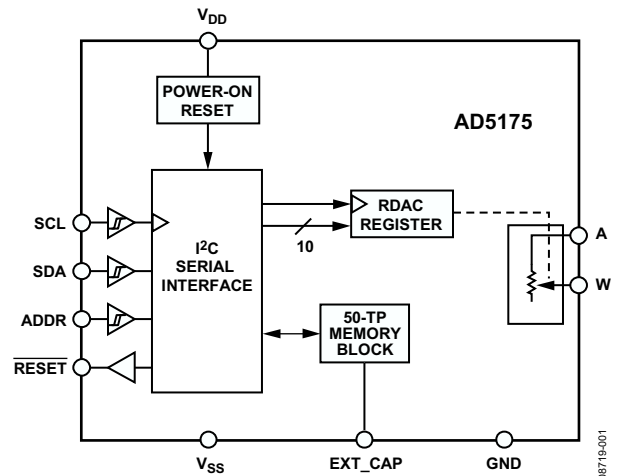 VDD
POWER-ON
RESET
AD5175
SCL
SDA
ADDR
RESET
I2C
SERIAL
INTERFACE
10
RDAC
REGISTER
A
W
50-TP
MEMORY
BLOCK
VSS
EXT_CAP
GND
08719-001